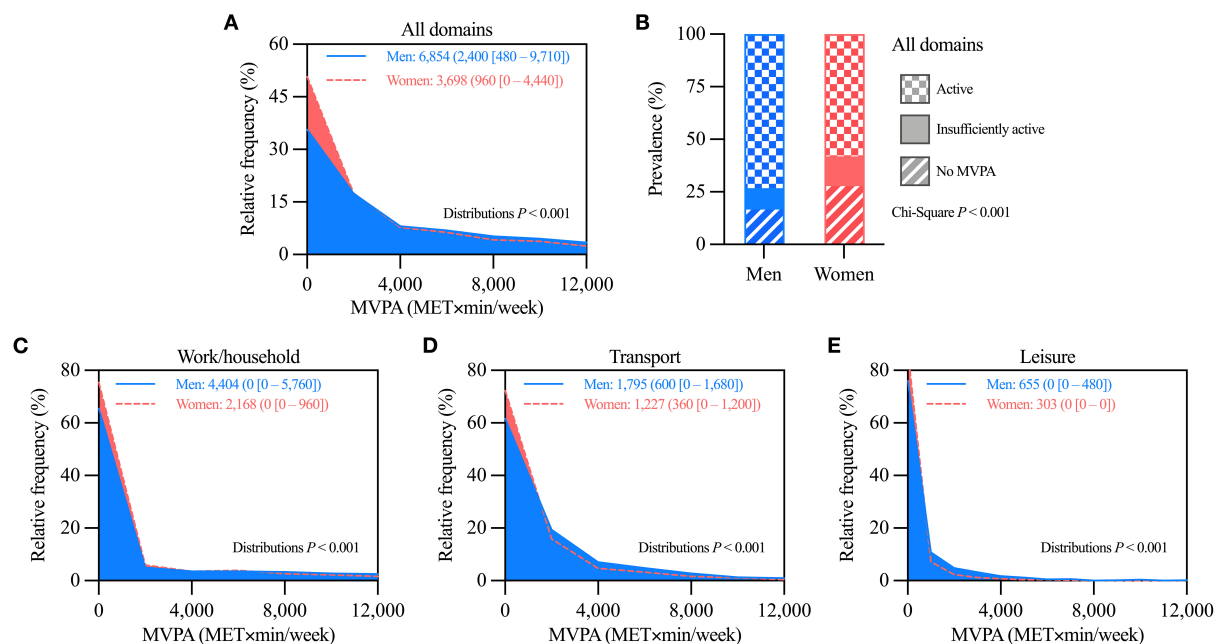 A
All domains
Relative frequency (%)
60
45
30
15
0
Men: 6,854 (2,400 [480 – 9,710])
Women: 3,698 (960 [0 – 4,440])
Distributions P < 0.001
0
4,000
8,000
12,000
MVPA (MET×min/week)
B
Prevalence (%)
100
75
50
25
0
Men
Women
All domains
Active
Insufficiently active
No MVPA
Chi-Square P < 0.001
C
Work/household
Relative frequency (%)
80
60
40
20
0
Men: 4,404 (0 [0 – 5,760])
Women: 2,168 (0 [0 – 960])
Distributions P < 0.001
0
4,000
8,000
12,000
MVPA (MET×min/week)
D
Transport
Relative frequency (%)
80
60
40
20
0
Men: 1,795 (600 [0 – 1,680])
Women: 1,227 (360 [0 – 1,200])
Distributions P < 0.001
0
4,000
8,000
12,000
MVPA (MET×min/week)
E
Leisure
Relative frequency (%)
80
60
40
20
0
Men: 655 (0 [0 – 480])
Women: 303 (0 [0 – 0])
Distributions P < 0.001
0
4,000
8,000
12,000
MVPA (MET×min/week)